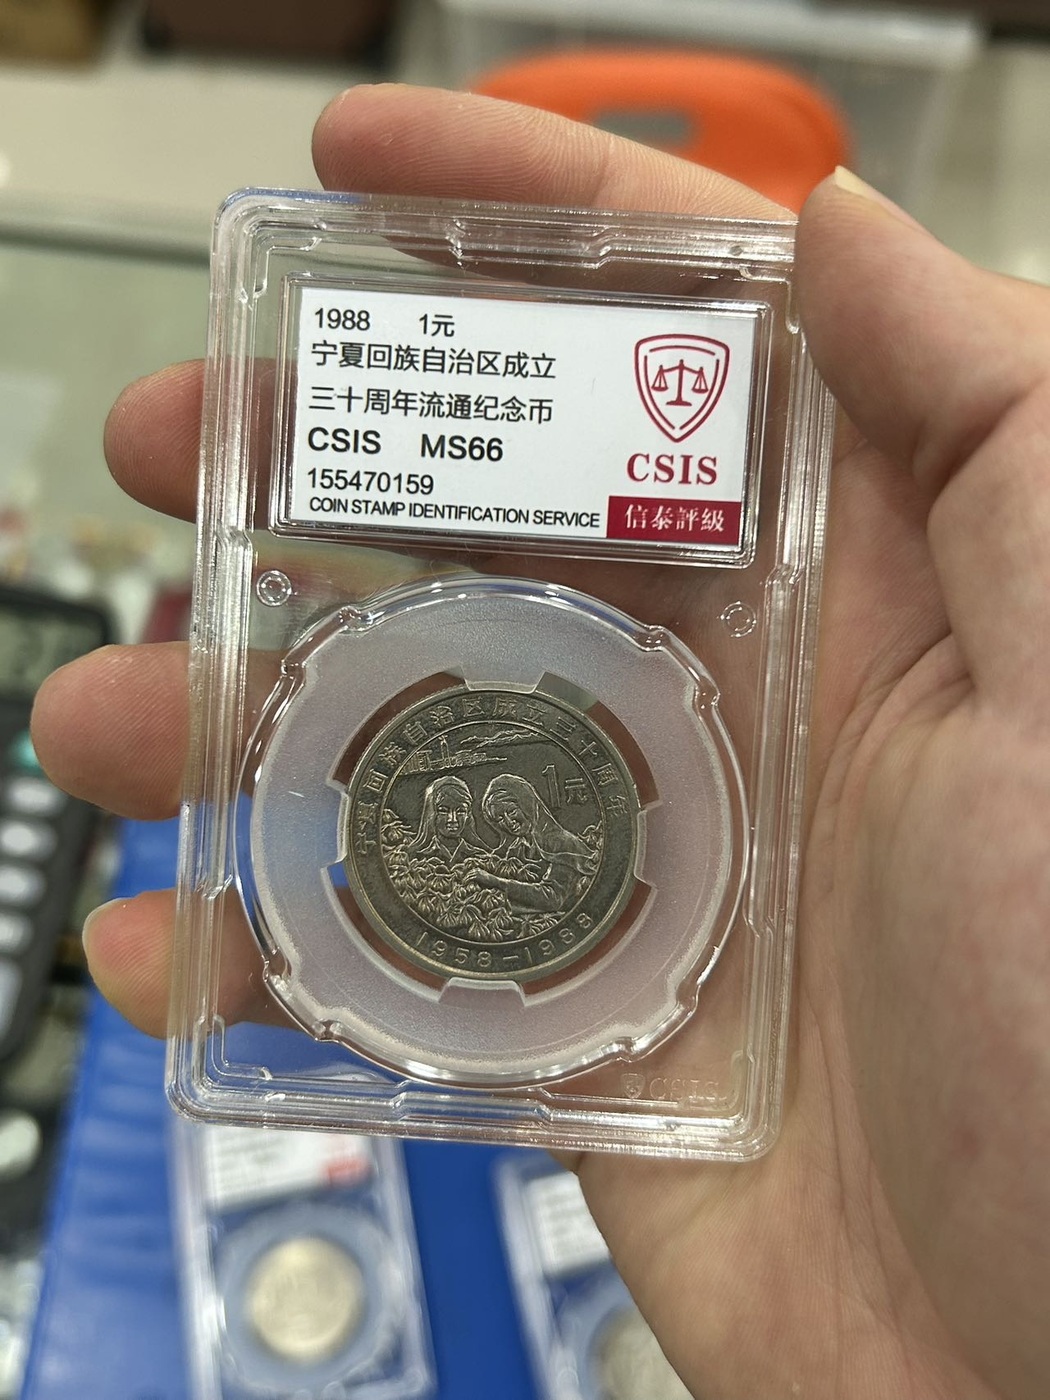 1988 1元
宁夏回族自治区成立
三十周年流通纪念币
CSIS MS66
155470159
COIN STAMP IDENTIFICATION SERVICE
CSIS
信泰評級
宁夏回族自治区成立三十周年
1元
1958-1988
CSIS